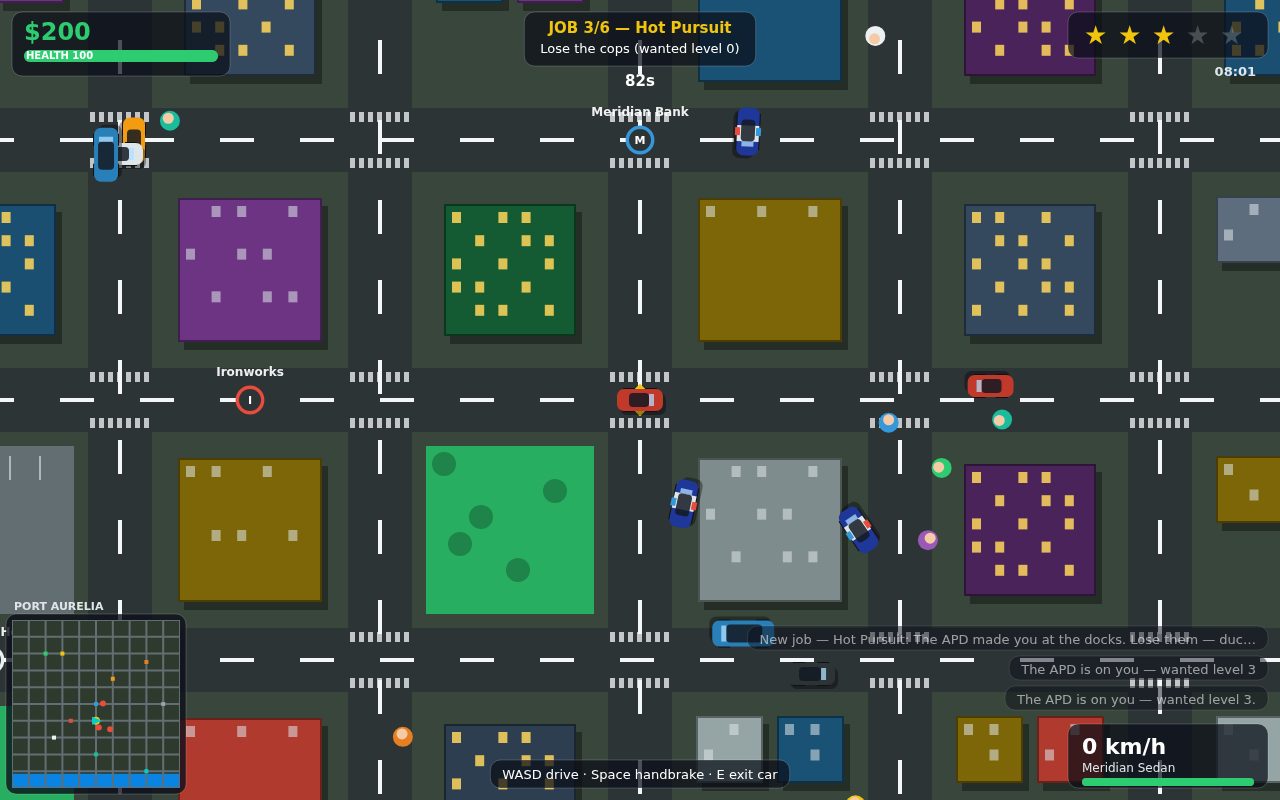 $200
HEALTH 100
JOB 3/6 — Hot Pursuit
Lose the cops (wanted level 0)
82s
08:01
Meridian Bank
M
Ironworks
I
PORT AURELIA
H
New job — Hot Pursuit: The APD made you at the docks. Lose them — duc…
The APD is on you — wanted level 3
The APD is on you — wanted level 3.
0 km/h
Meridian Sedan
WASD drive · Space handbrake · E exit car